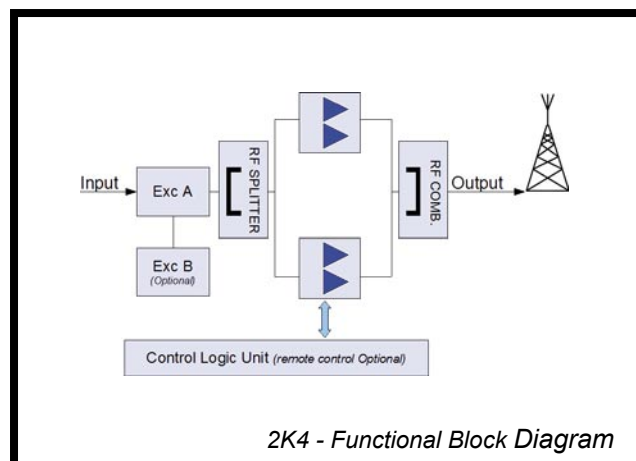 Input
Exc A
Exc B
(Optional)
RF SPLITTER
RF COMB.
Output
Control Logic Unit (remote control Optional)
2K4 - Functional Block Diagram